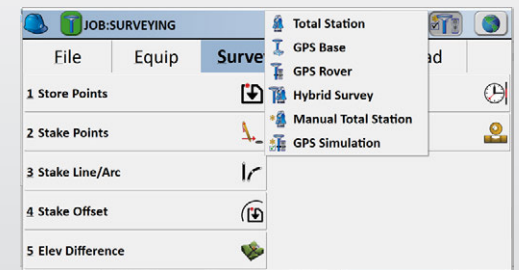 JOB:SURVEYING
File Equip Surve ad
1 Store Points
2 Stake Points
3 Stake Line/Arc
4 Stake Offset
5 Elev Difference
Total Station
GPS Base
GPS Rover
Hybrid Survey
Manual Total Station
GPS Simulation